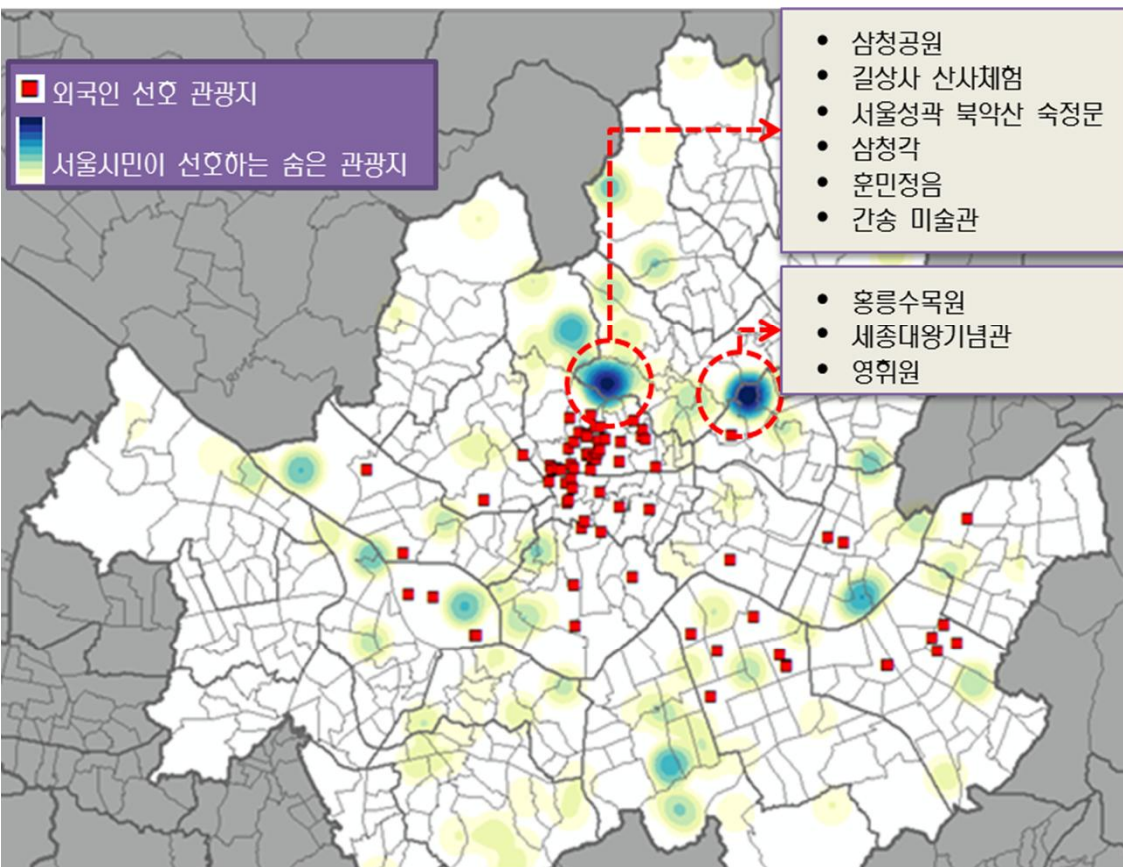 외국인 선호 관광지
서울시민이 선호하는 숨은 관광지
• 삼청공원
• 길상사 산사체험
• 서울성곽 북악산 숙정문
• 삼청각
• 훈민정음
• 간송 미술관
• 홍릉수목원
• 세종대왕기념관
• 영휘원